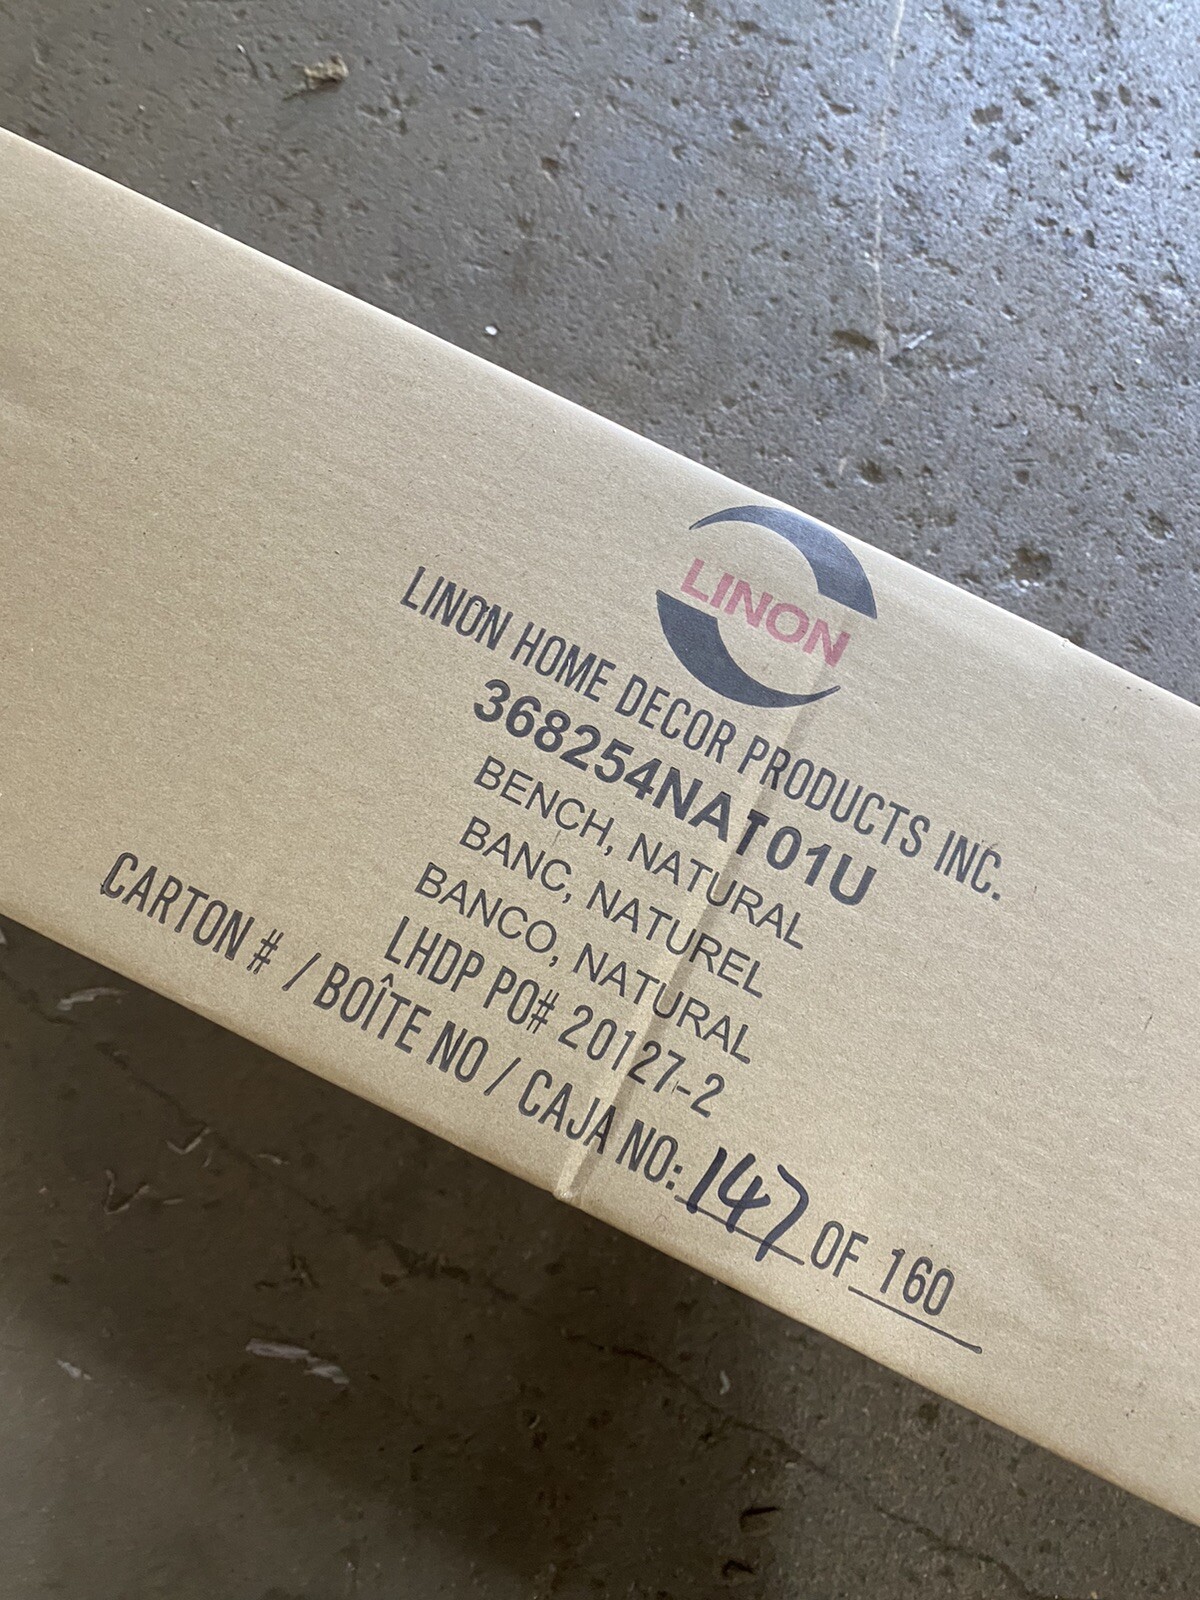 LINON
LINON HOME DECOR PRODUCTS INC.
368254NAT01U
BENCH, NATURAL
BANC, NATUREL
BANCO, NATURAL
LHDP PO# 20127-2
CARTON # / BOÎTE NO / CAJA NO: 147 OF 160